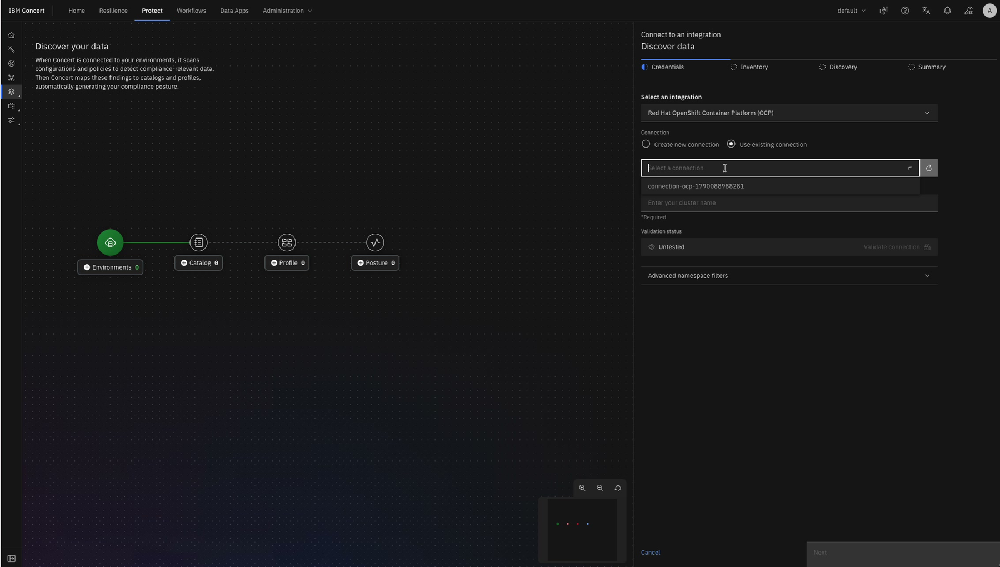 IBM Concert
Home
Resilience
Protect
Workflows
Data Apps
Administration
default
A
Discover your data
When Concert is connected to your environments, it scans
configurations and policies to detect compliance-relevant data.
Then Concert maps these findings to catalogs and profiles,
automatically generating your compliance posture.
Environments 0
Catalog 0
Profile 0
Posture 0
Connect to an integration
Discover data
Credentials
Inventory
Discovery
Summary
Select an integration
Red Hat OpenShift Container Platform (OCP)
Connection
Create new connection
Use existing connection
Select a connection
connection-ocp-1790088988281
Enter your cluster name
*Required
Validation status
Untested
Validate connection
Advanced namespace filters
Cancel
Next